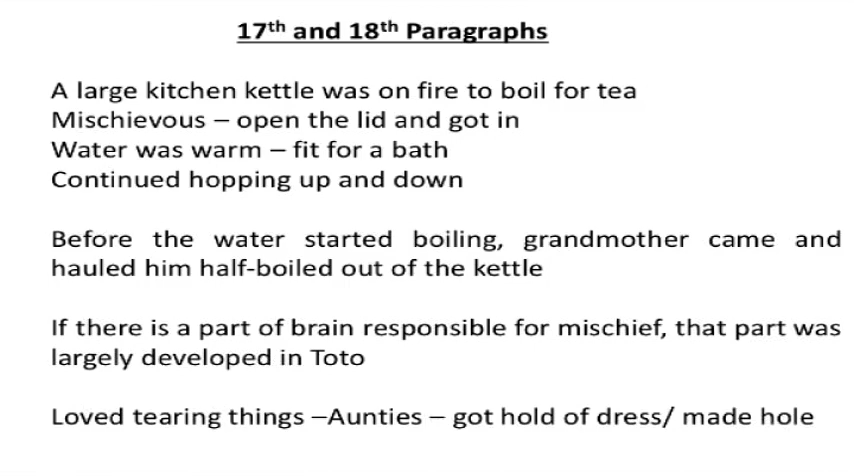 17th and 18th Paragraphs
A large kitchen kettle was on fire to boil for tea
Mischievous – open the lid and got in
Water was warm – fit for a bath
Continued hopping up and down
Before the water started boiling, grandmother came and
hauled him half-boiled out of the kettle
If there is a part of brain responsible for mischief, that part was
largely developed in Toto
Loved tearing things –Aunties – got hold of dress/ made hole